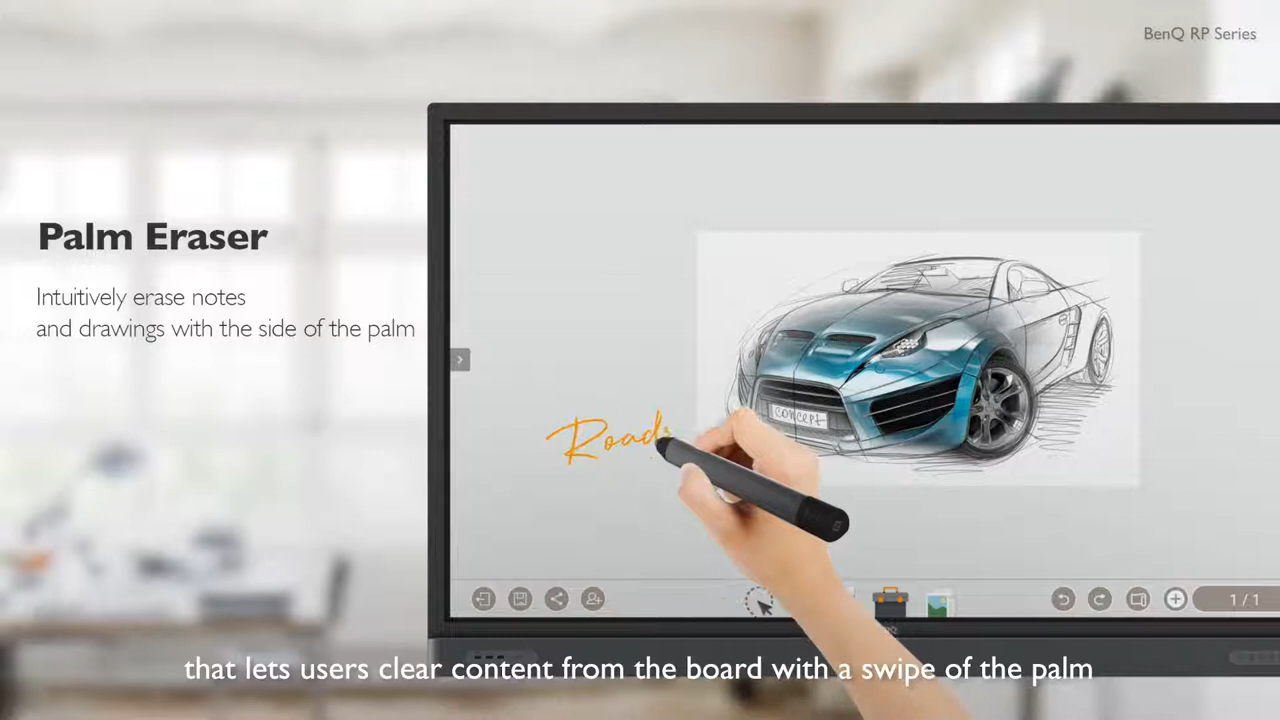 BenQ RP Series
Palm Eraser
Intuitively erase notes
and drawings with the side of the palm
concept
Roads
1 / 1
that lets users clear content from the board with a swipe of the palm